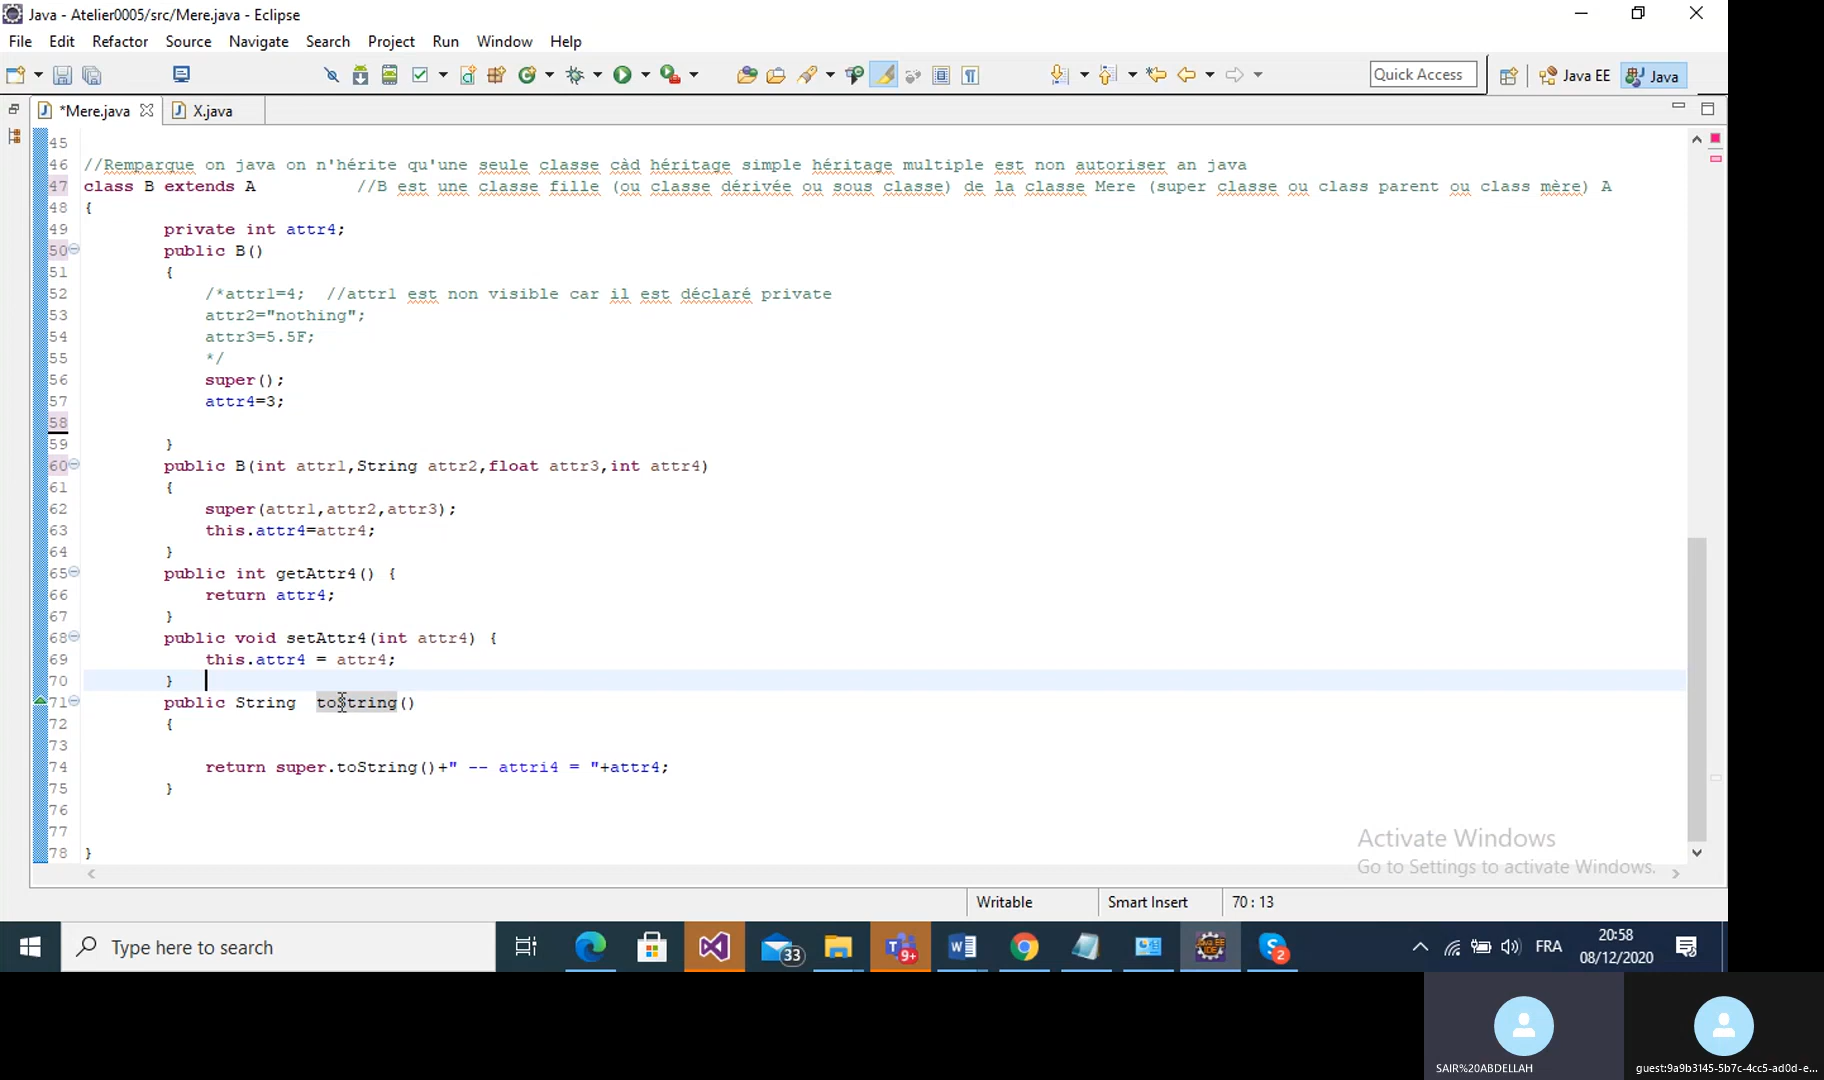 Java - Atelier0005/src/Mere.java - Eclipse
File Edit Refactor Source Navigate Search Project Run Window Help
Quick Access Java EE Java
*Mere.java X.java
45
46 //Remparque on java on n'hérite qu'une seule classe càd héritage simple héritage multiple est non autoriser an java
47 class B extends A //B est une classe fille (ou classe dérivée ou sous classe) de la classe Mere (super classe ou class parent ou class mère) A
48 {
49 private int attr4;
50 public B()
51 {
52 /*attr1=4; //attr1 est non visible car il est déclaré private
53 attr2="nothing";
54 attr3=5.5F;
55 */
56 super();
57 attr4=3;
58
59 }
60 public B(int attr1,String attr2,float attr3,int attr4)
61 {
62 super(attr1,attr2,attr3);
63 this.attr4=attr4;
64 }
65 public int getAttr4() {
66 return attr4;
67 }
68 public void setAttr4(int attr4) {
69 this.attr4 = attr4;
70 }
71 public String toString()
72 {
73
74 return super.toString()+" -- attri4 = "+attr4;
75 }
76
77
78 }
Activate Windows
Go to Settings to activate Windows.
Writable Smart Insert 70 : 13
Type here to search 33 9+ 2 FRA 20:58
08/12/2020
SAIR%20ABDELLAH guest:9a9b3145-5b7c-4cc5-ad0d-e...